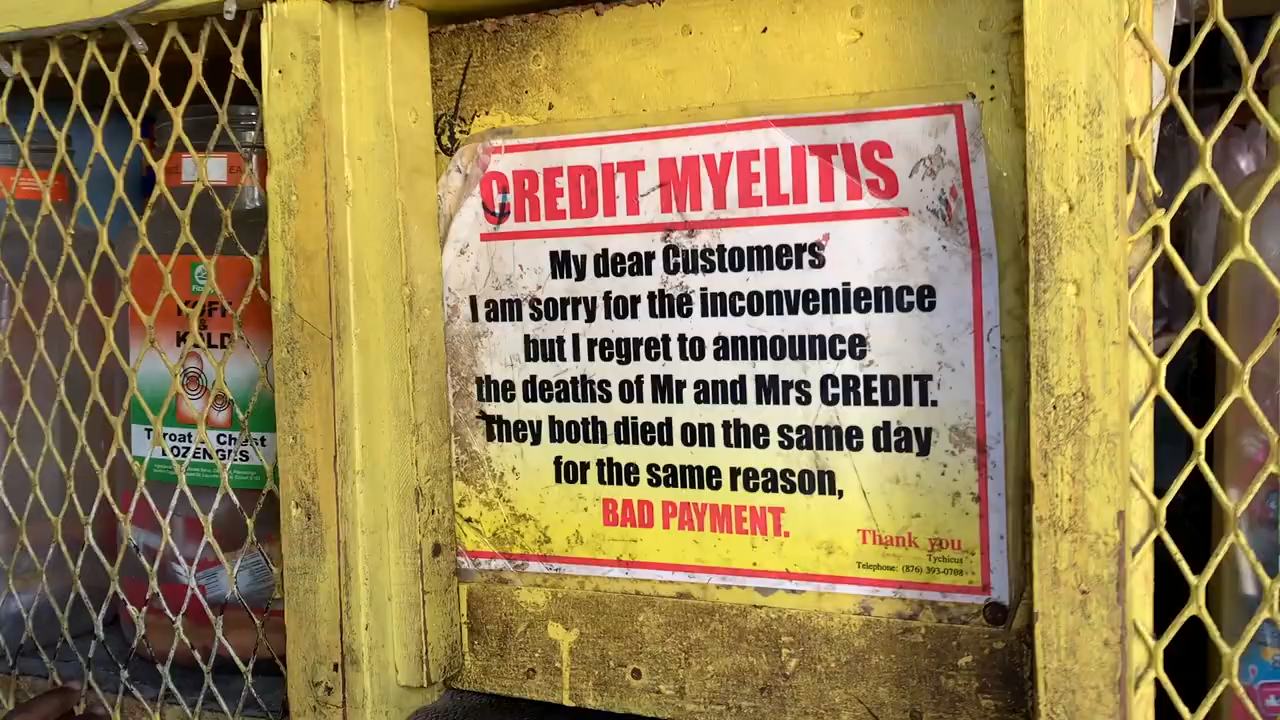 CREDIT MYELITIS
My dear Customers
I am sorry for the inconvenience
but I regret to announce
the deaths of Mr and Mrs CREDIT.
They both died on the same day
for the same reason,
BAD PAYMENT.
Thank you
Tychicus
Telephone: (876) 393-0788
KOFF
&
KOLD
Throat & Chest
LOZENGES